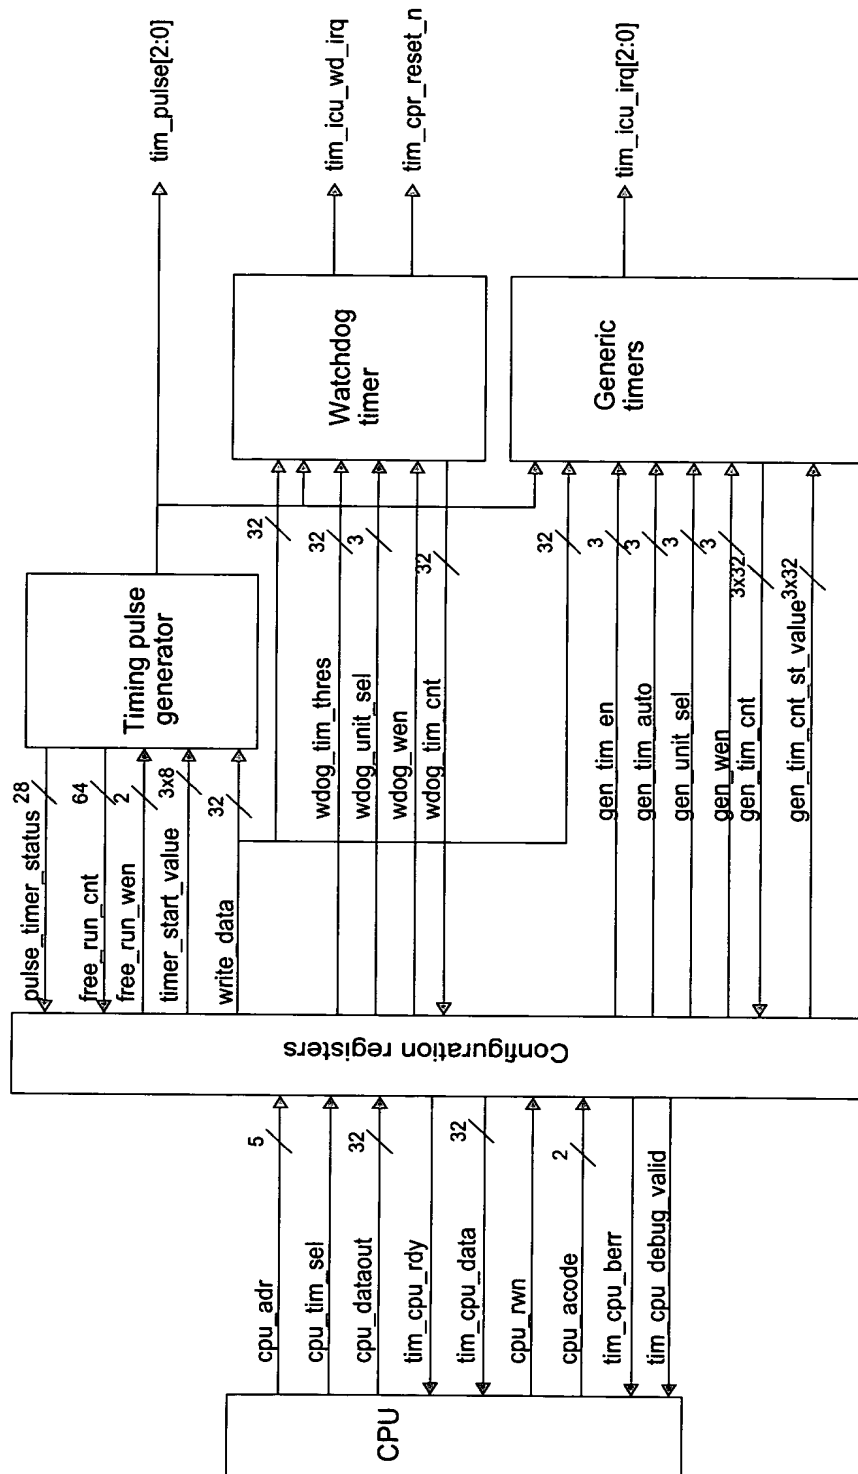 CPU
cpu_adr
5
cpu_tim_sel
cpu_dataout
32
tim_cpu_rdy
tim_cpu_data
32
cpu_rwn
cpu_acode
2
tim_cpu_berr
tim_cpu_debug_valid
Configuration registers
pulse_timer_status
28
free_run_cnt
64
free_run_wen
2
timer_start_value
3x8
write_data
32
Timing pulse
generator
tim_pulse[2:0]
32
wdog_tim_thres
32
wdog_unit_sel
3
wdog_wen
wdog_tim_cnt
32
Watchdog
timer
tim_icu_wd_irq
tim_cpr_reset_n
32
gen_tim_en
3
gen_tim_auto
3
gen_unit_sel
3
gen_wen
3
gen_tim_cnt
3x32
gen_tim_cnt_st_value
3x32
Generic
timers
tim_icu_irq[2:0]